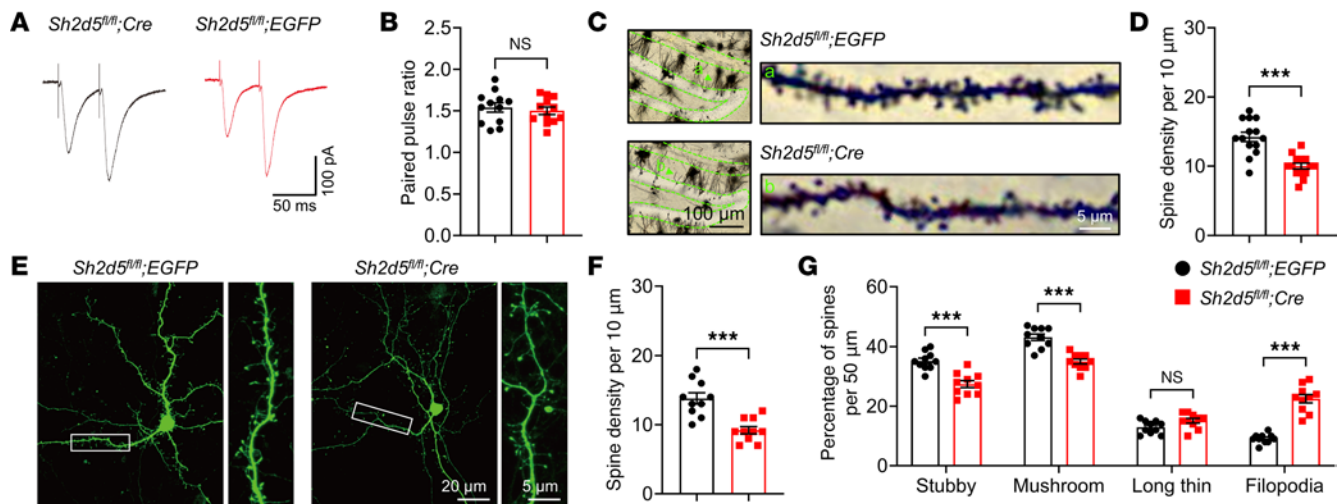 A
Sh2d5fl/fl;Cre
Sh2d5fl/fl;EGFP
100 pA
50 ms
B
NS
Paired pulse ratio
2.5
2.0
1.5
1.0
0.5
0.0
C
Sh2d5fl/fl;EGFP
a
Sh2d5fl/fl;Cre
b
100 µm
5 µm
D
***
Spine density per 10 µm
30
20
10
0
E
Sh2d5fl/fl;EGFP
Sh2d5fl/fl;Cre
20 µm
5 µm
F
***
Spine density per 10 µm
30
20
10
0
G
Sh2d5fl/fl;EGFP
Sh2d5fl/fl;Cre
Percentage of spines
per 50 µm
60
40
20
0
***
***
NS
***
Stubby
Mushroom
Long thin
Filopodia